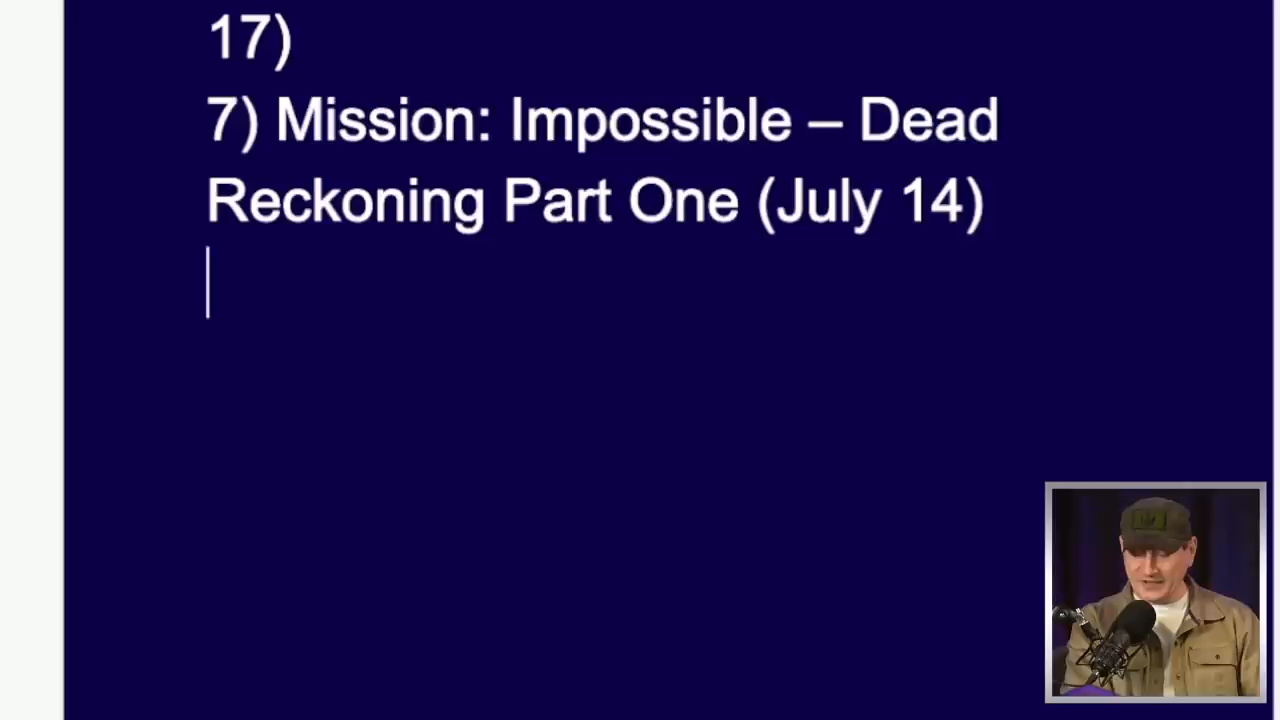 17)
7) Mission: Impossible – Dead
Reckoning Part One (July 14)